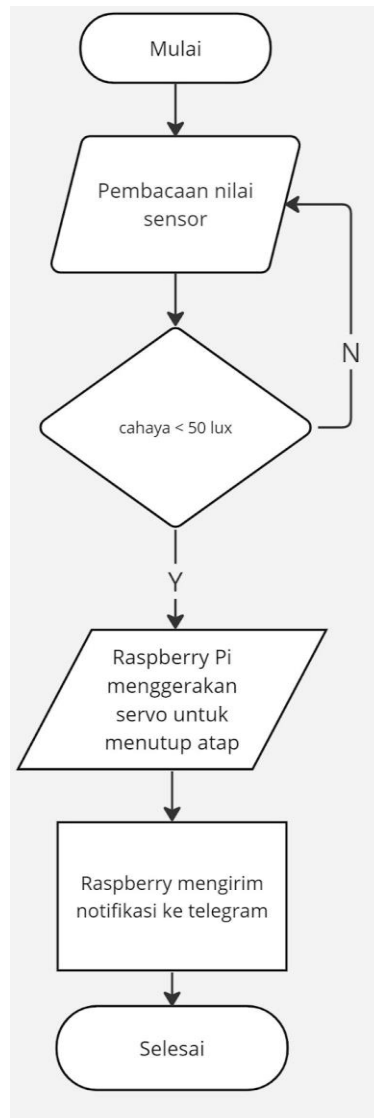 Mulai
Pembacaan nilai
sensor
N
cahaya < 50 lux
Y
Raspberry Pi
menggerakan
servo untuk
menutup atap
Raspberry mengirim
notifikasi ke telegram
Selesai